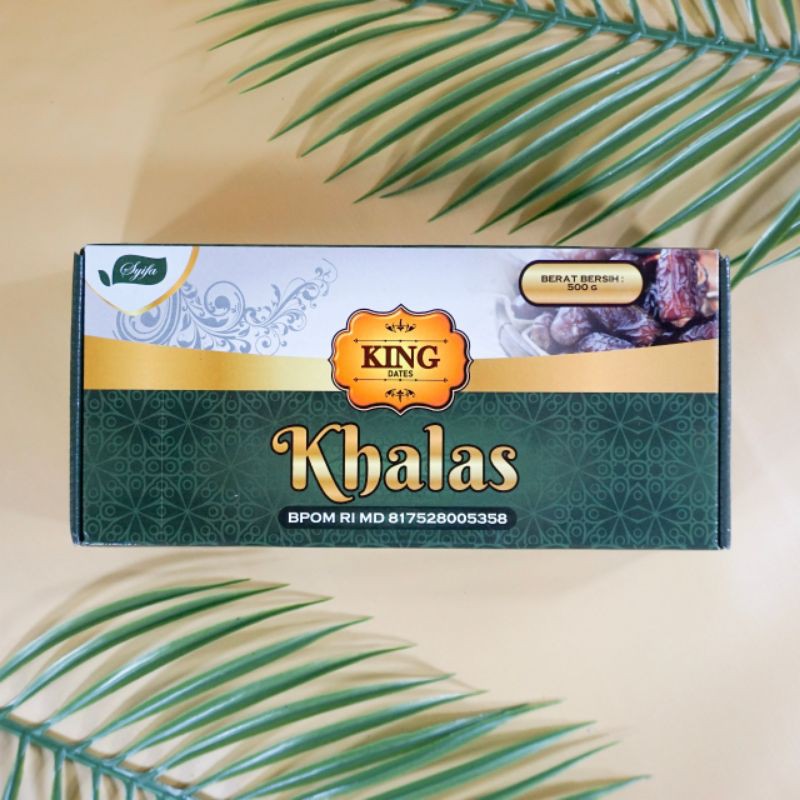 Syifa
BERAT BERSIH :
500 G
KING
DATES
Khalas
BPOM RI MD 817528005358